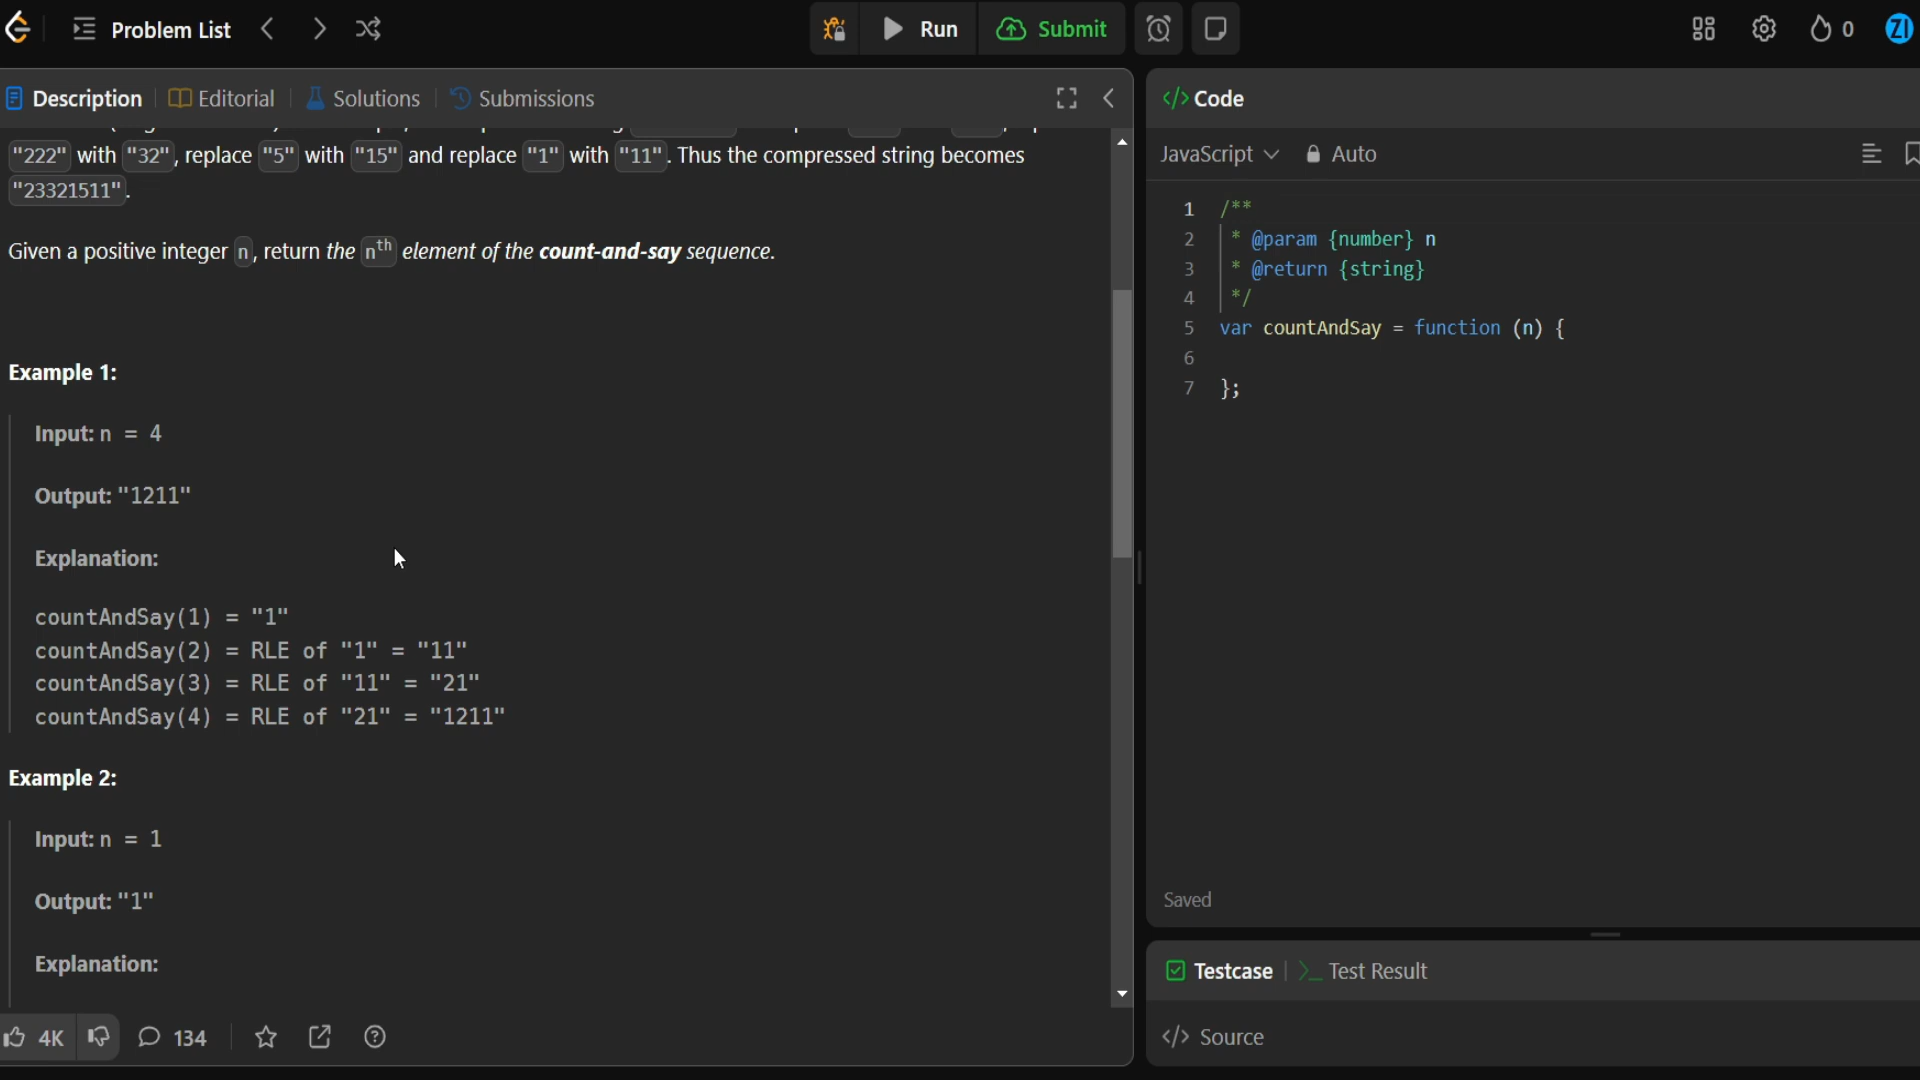 Problem List
Run
Submit
0
ZI
Description
Editorial
Solutions
Submissions
"222" with "32", replace "5" with "15" and replace "1" with "11". Thus the compressed string becomes
"23321511".
Given a positive integer n, return the nth element of the count-and-say sequence.
Example 1:
Input: n = 4
Output: "1211"
Explanation:
countAndSay(1) = "1"
countAndSay(2) = RLE of "1" = "11"
countAndSay(3) = RLE of "11" = "21"
countAndSay(4) = RLE of "21" = "1211"
Example 2:
Input: n = 1
Output: "1"
Explanation:
4K
134
</> Code
JavaScript
Auto
1 /**
2 * @param {number} n
3 * @return {string}
4 */
5 var countAndSay = function (n) {
6
7 };
Saved
Testcase
>_ Test Result
</> Source